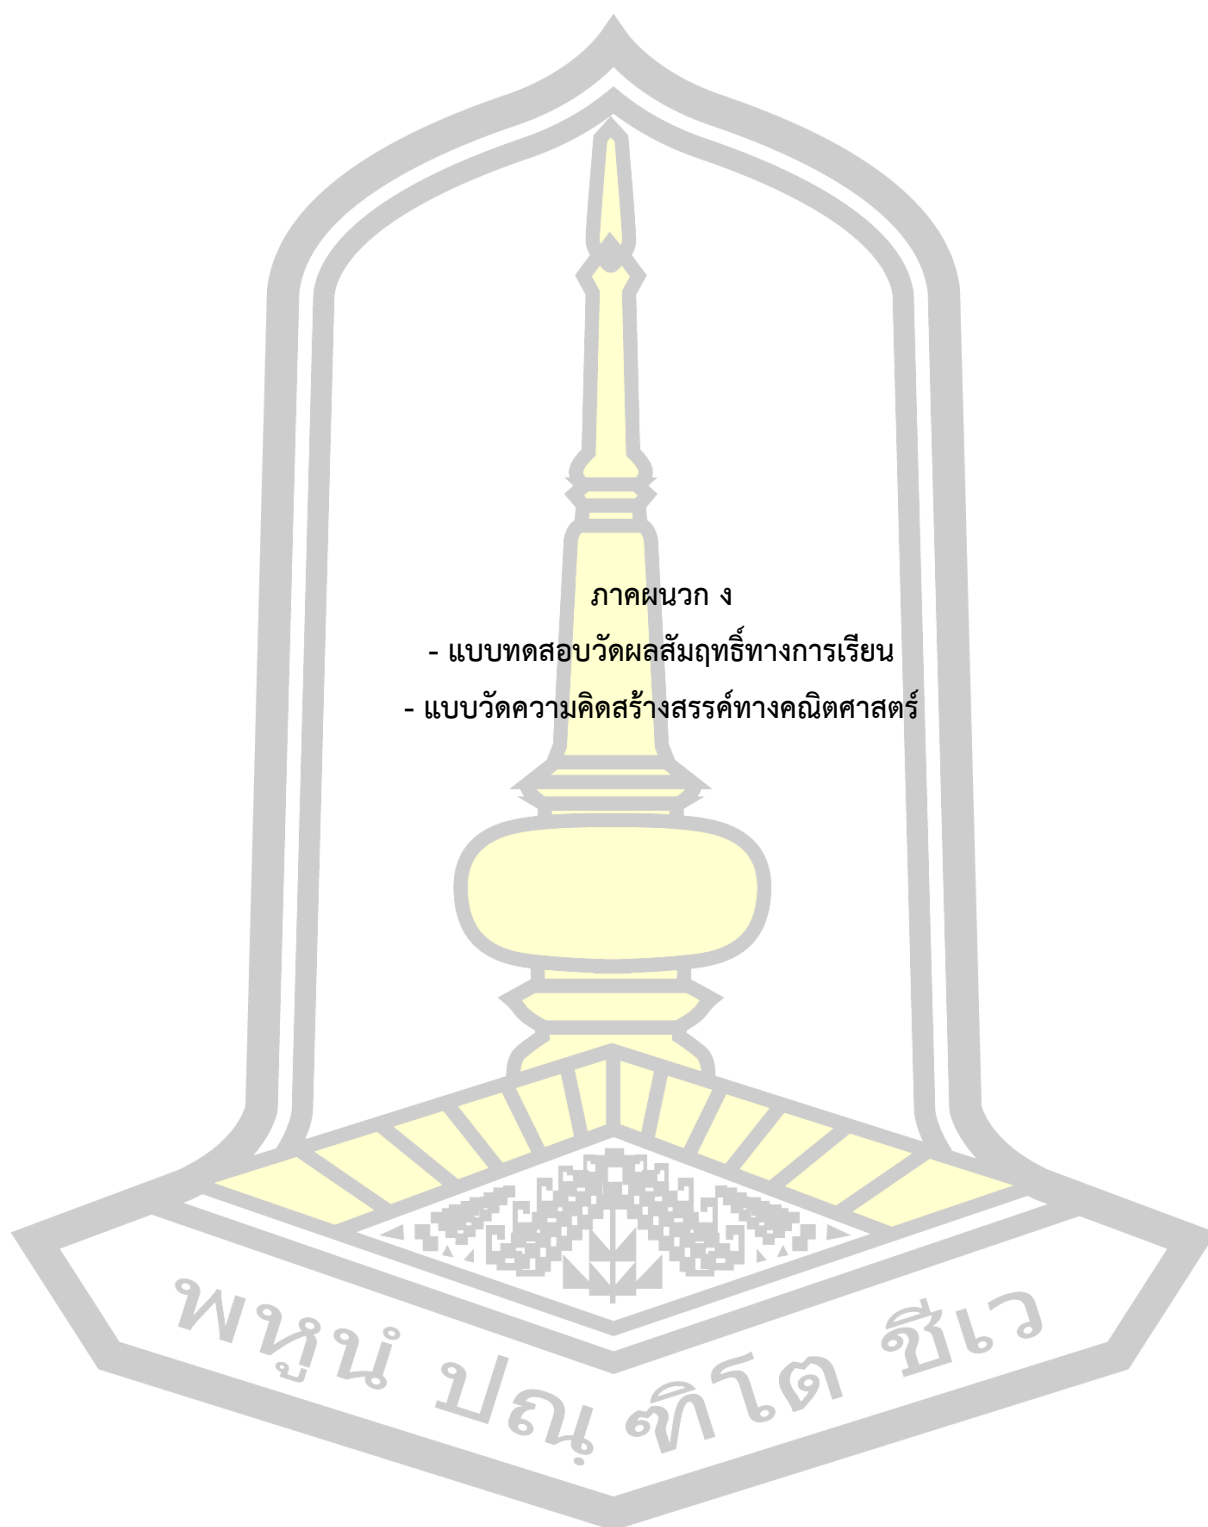 ภาคผนวก ง
- แบบทดสอบวัดผลสัมฤทธิ์ทางการเรียน
- แบบวัดความคิดสร้างสรรค์ทางคณิตศาสตร์
พหูนํ ปณฺฑิโต ชีเว